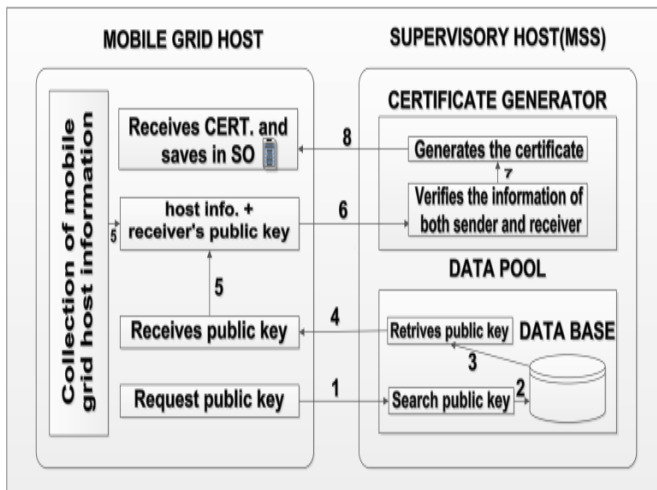 MOBILE GRID HOST
SUPERVISORY HOST(MSS)
Collection of mobile
grid host information
Receives CERT. and
saves in SO
host info. +
receiver's public key
Receives public key
Request public key
5
5
8
6
4
1
CERTIFICATE GENERATOR
Generates the certificate
7
Verifies the information of
both sender and receiver
DATA POOL
Retrives public key
DATA BASE
3
Search public key
2